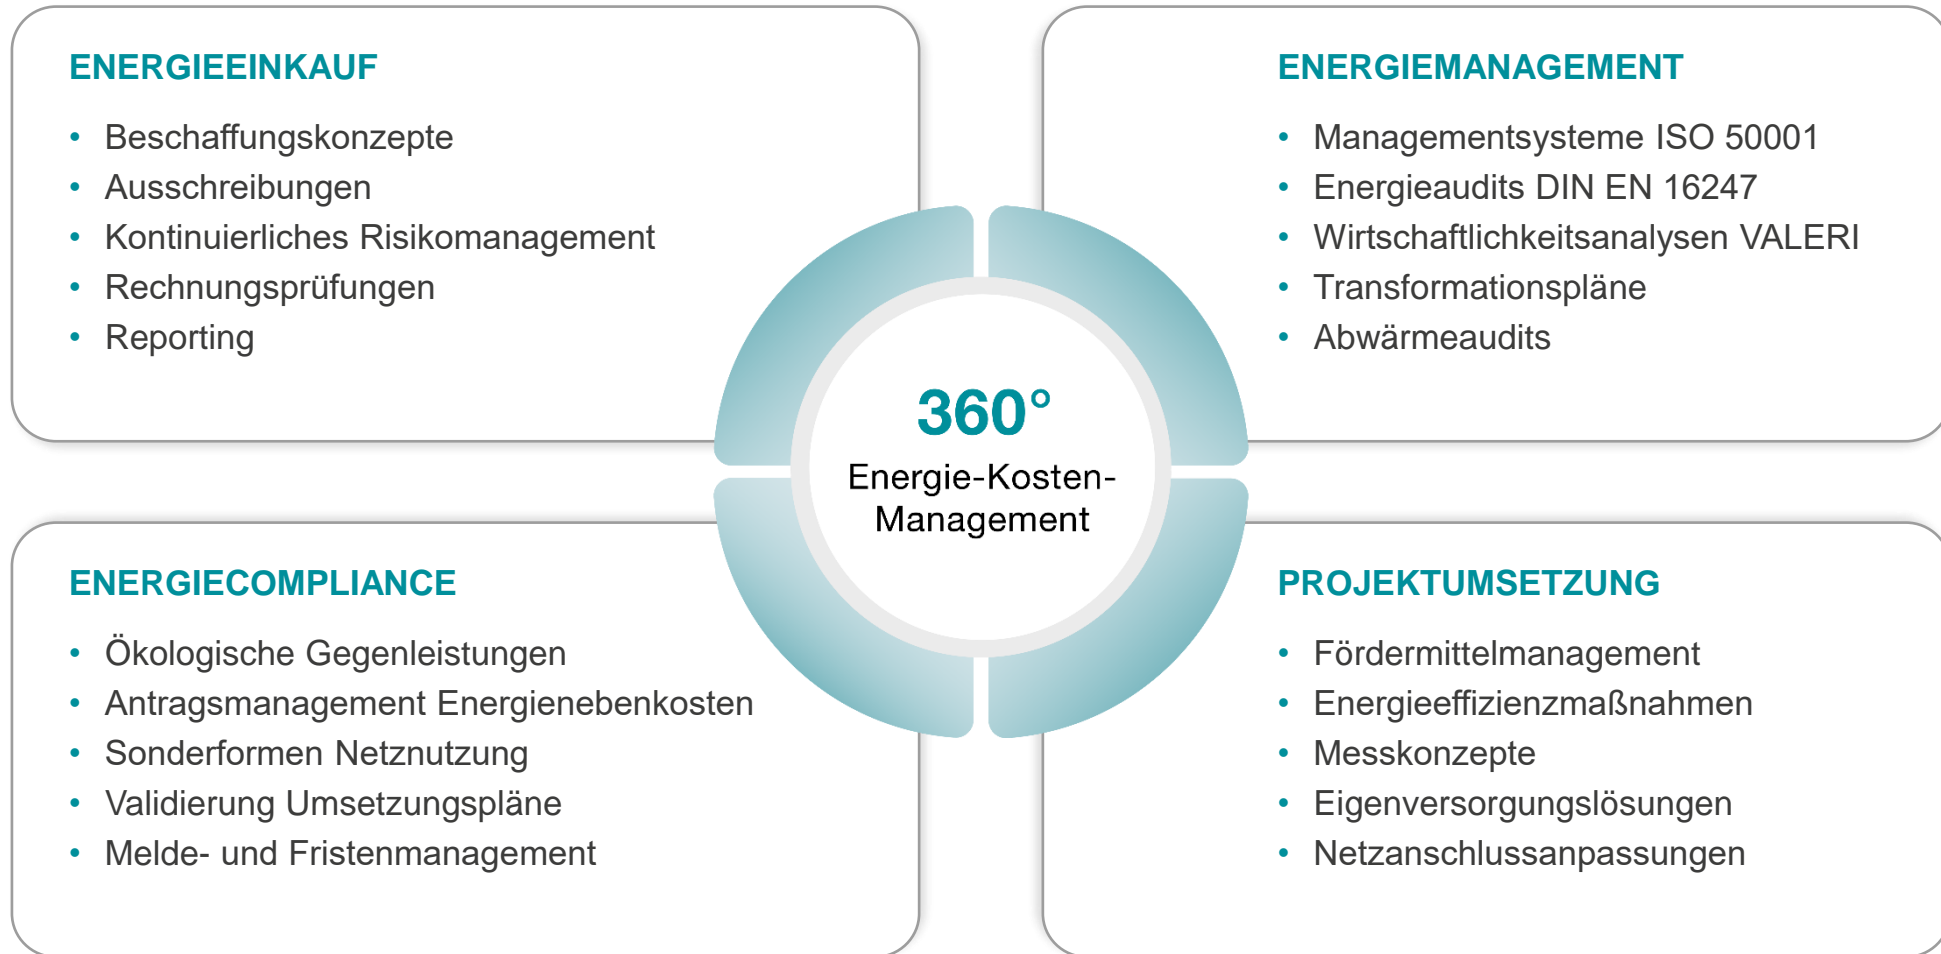 ENERGIEEINKAUF
• Beschaffungskonzepte
• Ausschreibungen
• Kontinuierliches Risikomanagement
• Rechnungsprüfungen
• Reporting
ENERGIEMANAGEMENT
• Managementsysteme ISO 50001
• Energieaudits DIN EN 16247
• Wirtschaftlichkeitsanalysen VALERI
• Transformationspläne
• Abwärmeaudits
360°
Energie-Kosten-
Management
ENERGIECOMPLIANCE
• Ökologische Gegenleistungen
• Antragsmanagement Energienebenkosten
• Sonderformen Netznutzung
• Validierung Umsetzungspläne
• Melde- und Fristenmanagement
PROJEKTUMSETZUNG
• Fördermittelmanagement
• Energieeffizienzmaßnahmen
• Messkonzepte
• Eigenversorgungslösungen
• Netzanschlussanpassungen